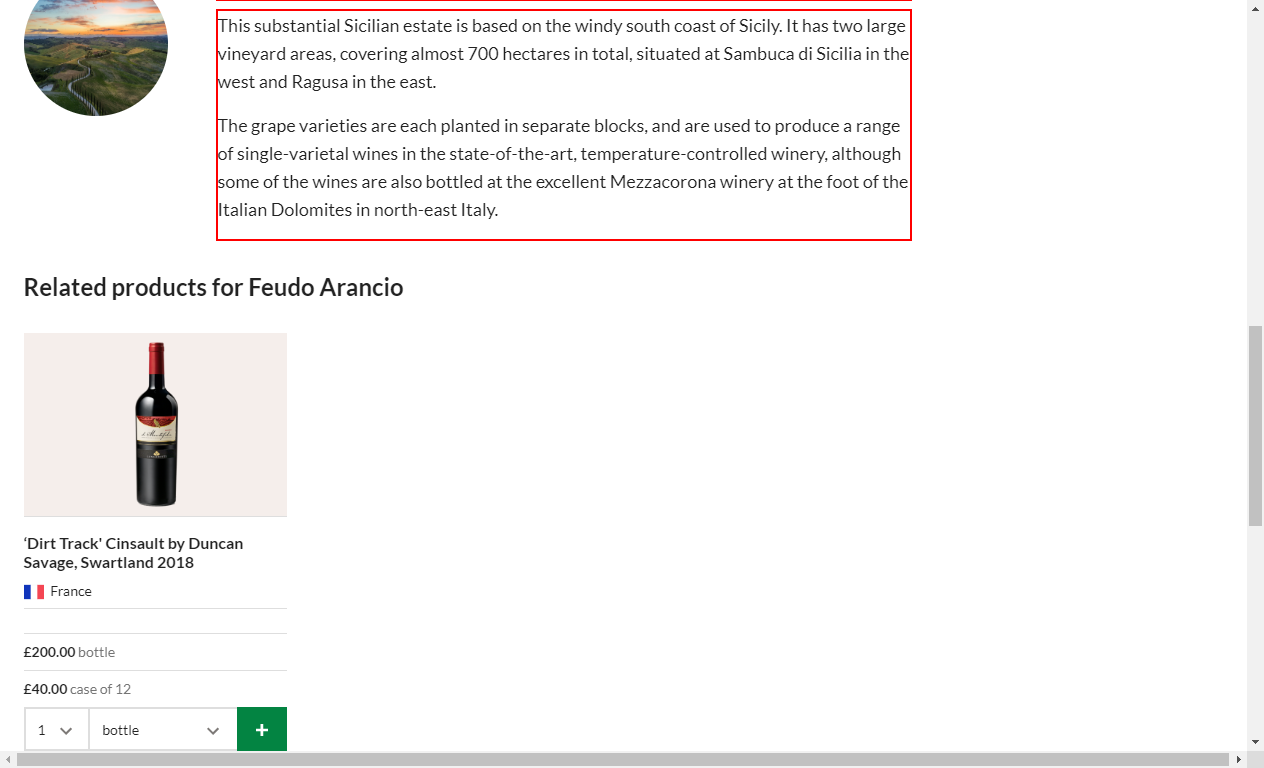 This substantial Sicilian estate is based on the windy south coast of Sicily. It has two large
vineyard areas, covering almost 700 hectares in total, situated at Sambuca di Sicilia in the
west and Ragusa in the east.
The grape varieties are each planted in separate blocks, and are used to produce a range
of single-varietal wines in the state-of-the-art, temperature-controlled winery, although
some of the wines are also bottled at the excellent Mezzacorona winery at the foot of the
Italian Dolomites in north-east Italy.
Related products for Feudo Arancio
‘Dirt Track' Cinsault by Duncan
Savage, Swartland 2018
France
£200.00 bottle
£40.00 case of 12
1 bottle +